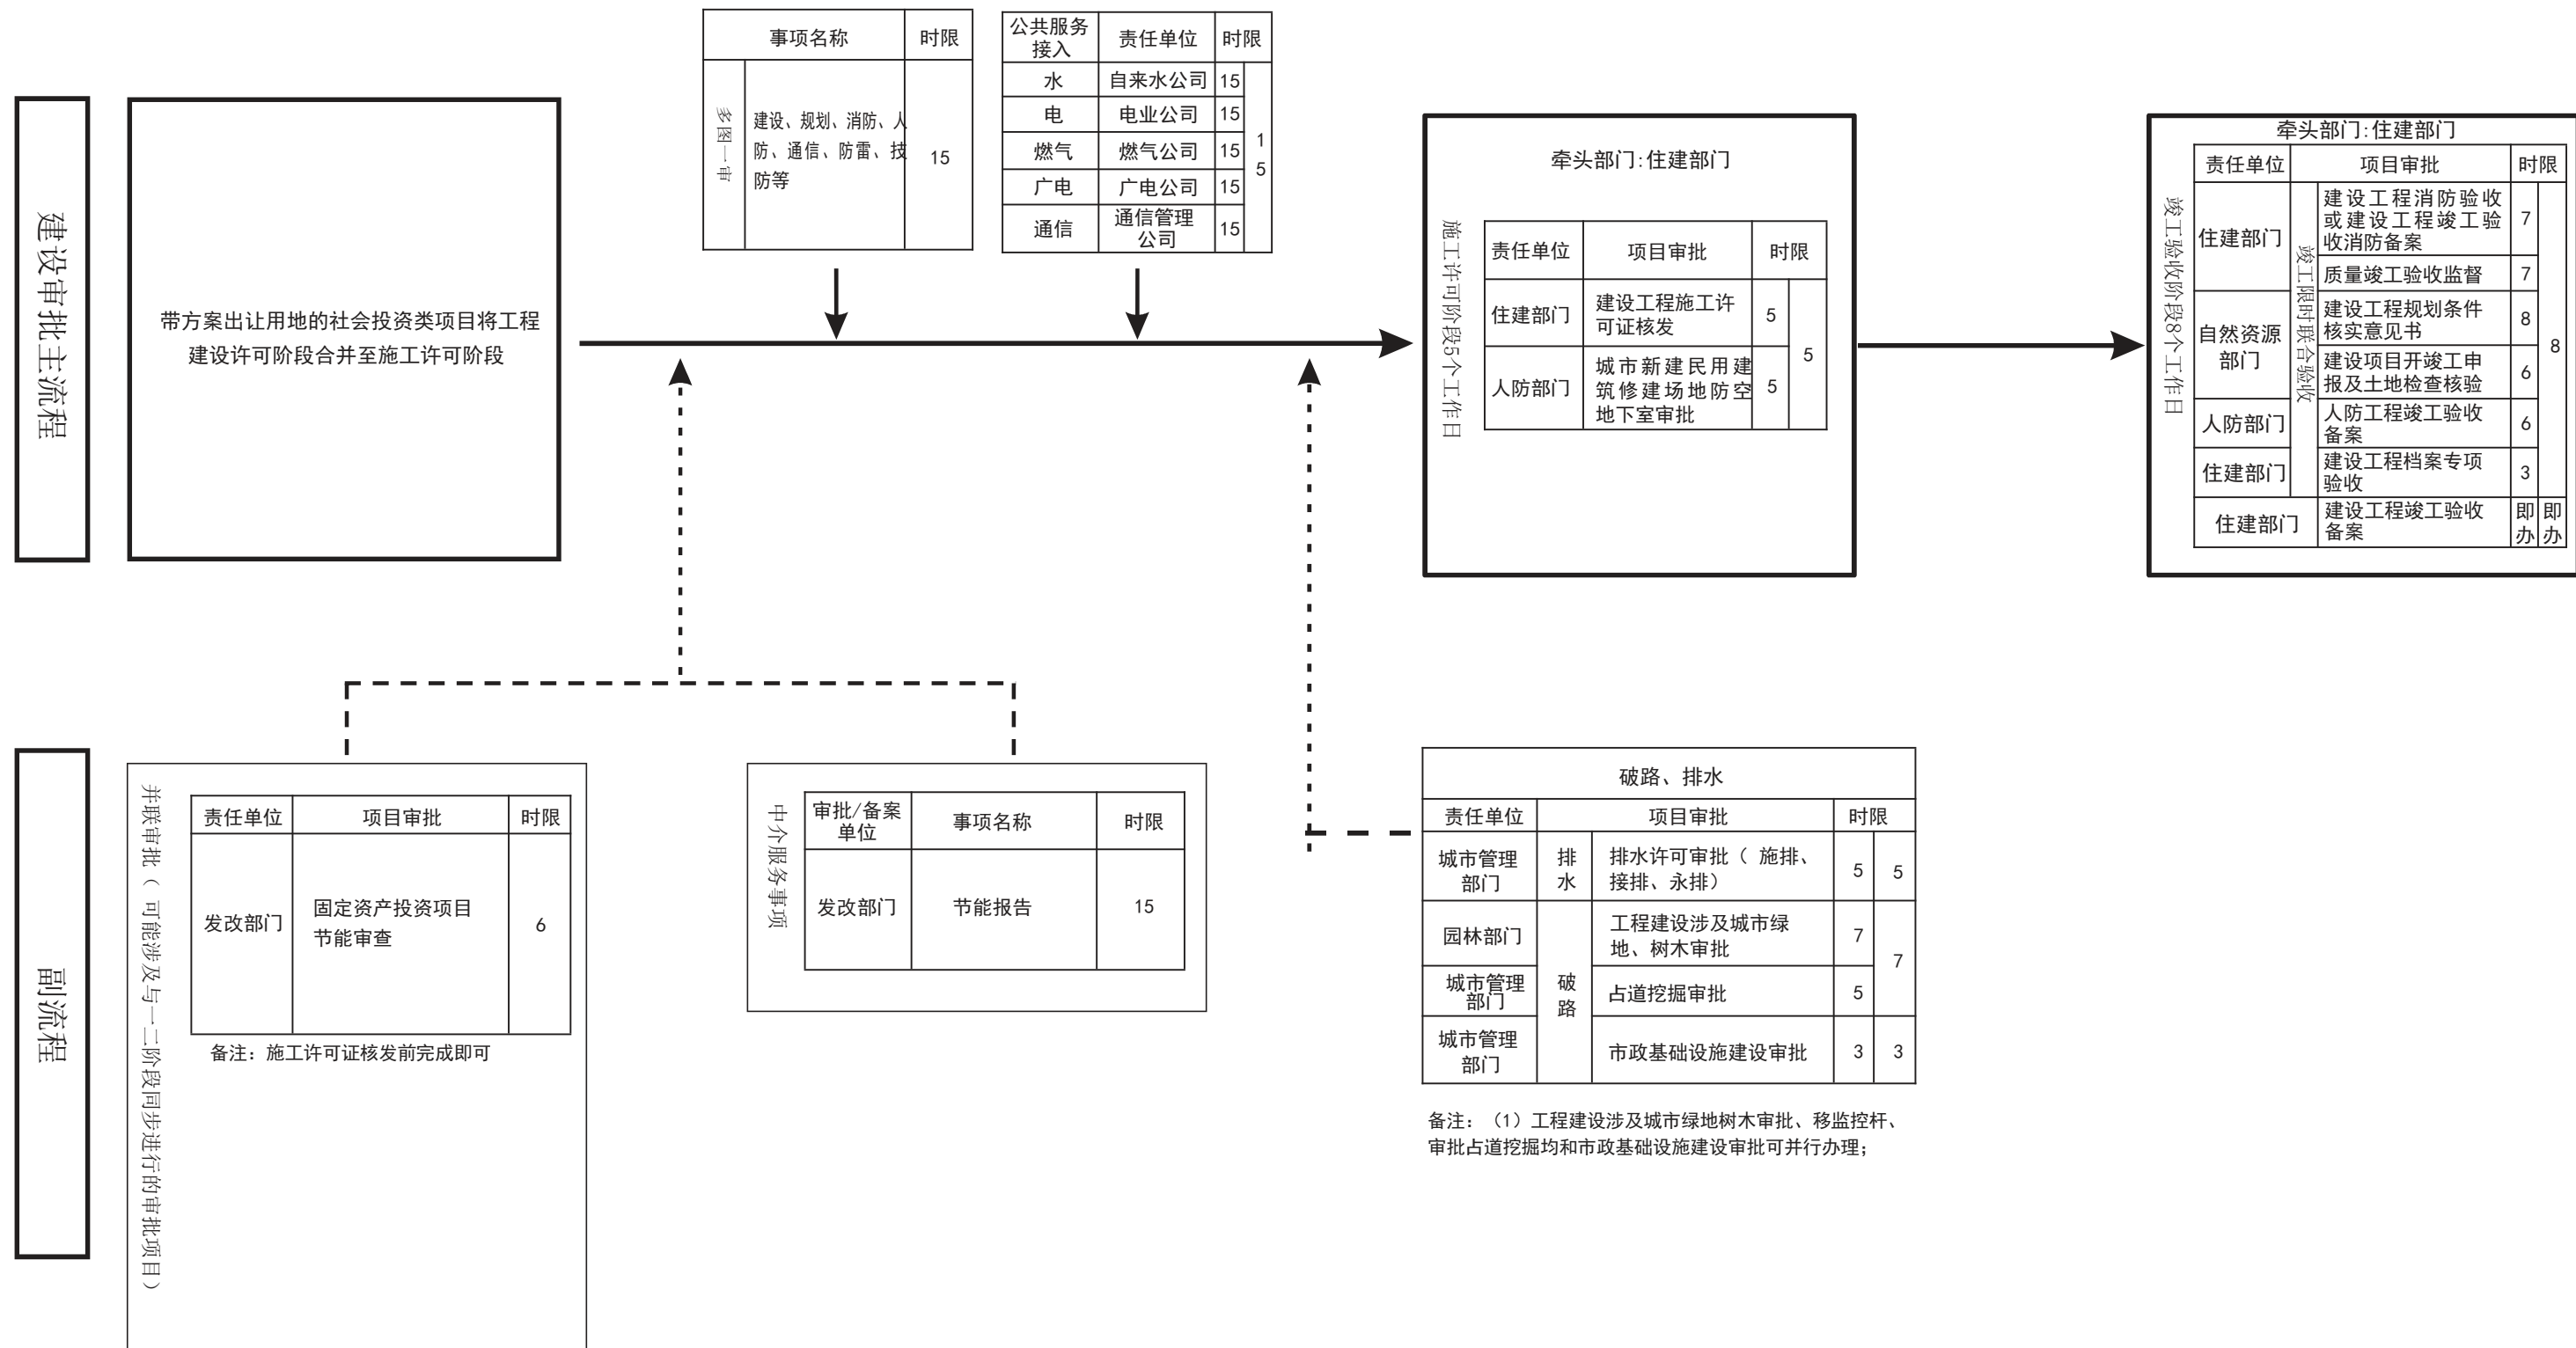 建设审批主流程
带方案出让用地的社会投资类项目将工程
建设许可阶段合并至施工许可阶段
事项名称
时限
多图一审
建设、规划、消防、人
防、通信、防雷、技
防等
15
公共服务
接入
责任单位
时限
水
自来水公司
15
电
电业公司
15
燃气
燃气公司
15
广电
广电公司
15
通信
通信管理
公司
15
1
5
牵头部门:住建部门
施工许可阶段5个工作日
责任单位
项目审批
时限
住建部门
建设工程施工许
可证核发
5
人防部门
城市新建民用建
筑修建场地防空
地下室审批
5
5
牵头部门:住建部门
竣工验收阶段8个工作日
责任单位
项目审批
时限
住建部门
竣工限时联合验收
建设工程消防验收
或建设工程竣工验
收消防备案
7
质量竣工验收监督
7
自然资源
部门
建设工程规划条件
核实意见书
8
建设项目开竣工申
报及土地检查核验
6
8
人防部门
人防工程竣工验收
备案
6
住建部门
建设工程档案专项
验收
3
住建部门
建设工程竣工验收
备案
即
办
即
办
副流程
并联审批（ 可能涉及与一二阶段同步进行的审批项目）
责任单位
项目审批
时限
发改部门
固定资产投资项目
节能审查
6
备注：施工许可证核发前完成即可
中介服务事项
审批/备案
单位
事项名称
时限
发改部门
节能报告
15
破路、排水
责任单位
项目审批
时限
城市管理
部门
排
水
排水许可审批（ 施排、
接排、永排）
5
5
园林部门
破
路
工程建设涉及城市绿
地、树木审批
7
7
城市管理
部门
占道挖掘审批
5
城市管理
部门
市政基础设施建设审批
3
3
备注：（1）工程建设涉及城市绿地树木审批、移监控杆、
审批占道挖掘均和市政基础设施建设审批可并行办理；